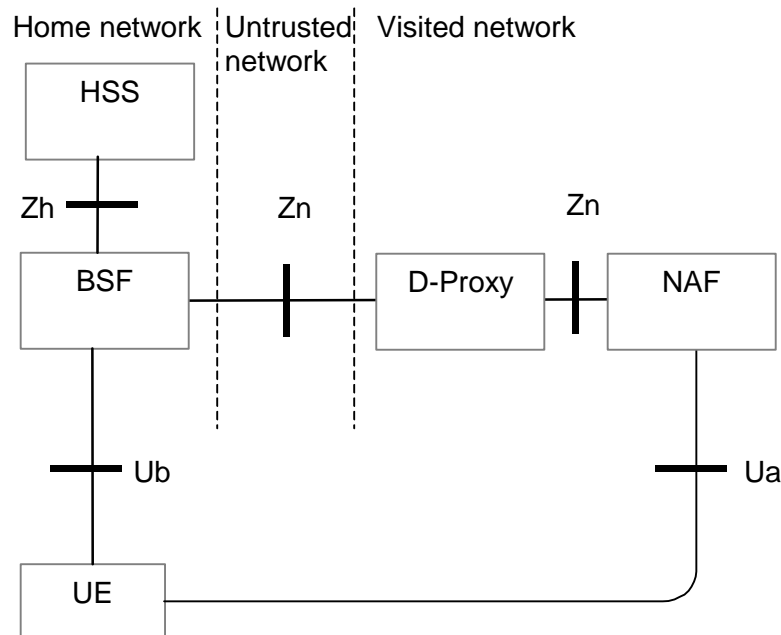 Home network
Untrusted
network
Visited network
HSS
Zh
Zn
Zn
BSF
D-Proxy
NAF
Ub
Ua
UE